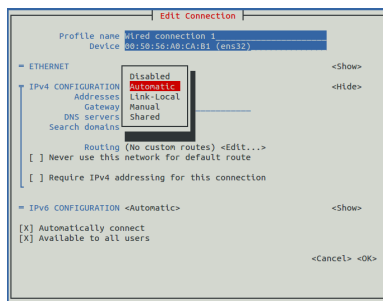 Edit Connection
Profile name Wired connection 1
Device 00:50:56:A0:CA:B1 (ens32)
= ETHERNET <Show>
Disabled
= IPv4 CONFIGURATION Automatic <Hide>
Addresses Link-Local
Gateway Manual
DNS servers Shared
Search domains
Routing (No custom routes) <Edit...>
[ ] Never use this network for default route
[ ] Require IPv4 addressing for this connection
= IPv6 CONFIGURATION <Automatic> <Show>
[X] Automatically connect
[X] Available to all users
<Cancel> <OK>